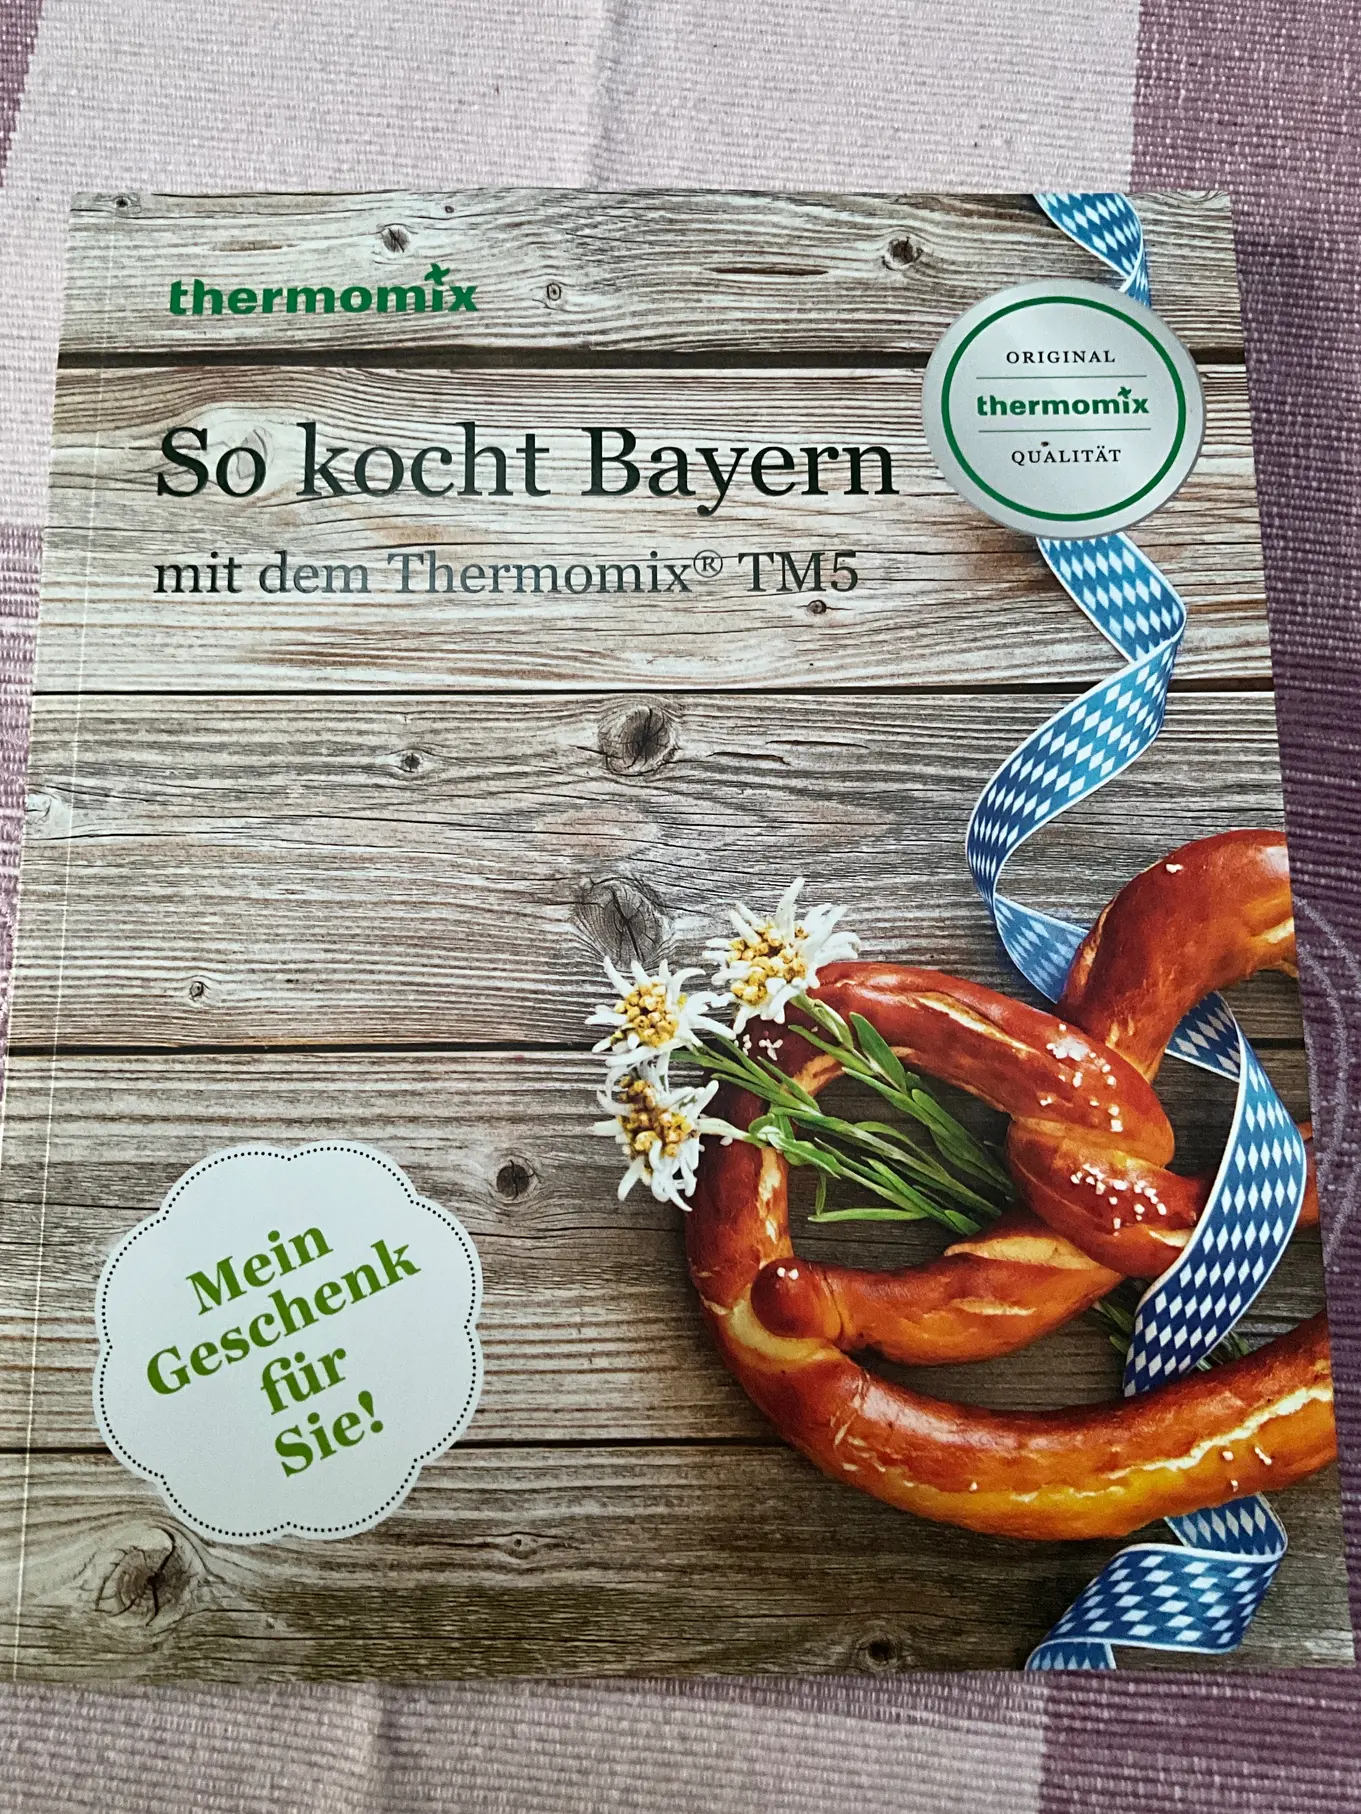 thermomix
ORIGINAL
thermomix
QUALITÄT
So kocht Bayern
mit dem Thermomix® TM5
Mein
Geschenk
für
Sie!